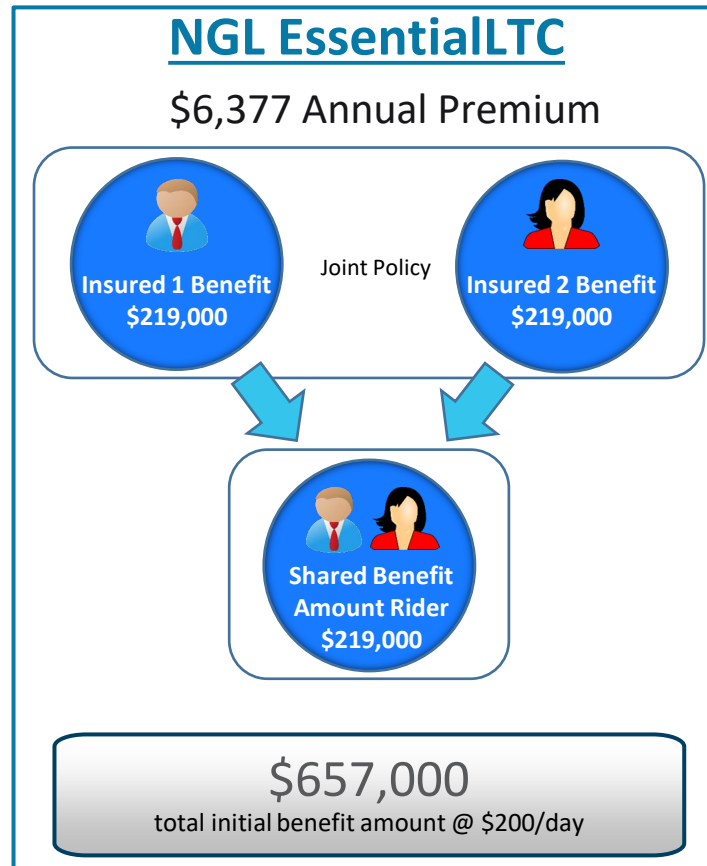 NGL EssentialLTC
$6,377 Annual Premium
Insured 1 Benefit
$219,000
Joint Policy
Insured 2 Benefit
$219,000
Shared Benefit
Amount Rider
$219,000
$657,000
total initial benefit amount @ $200/day